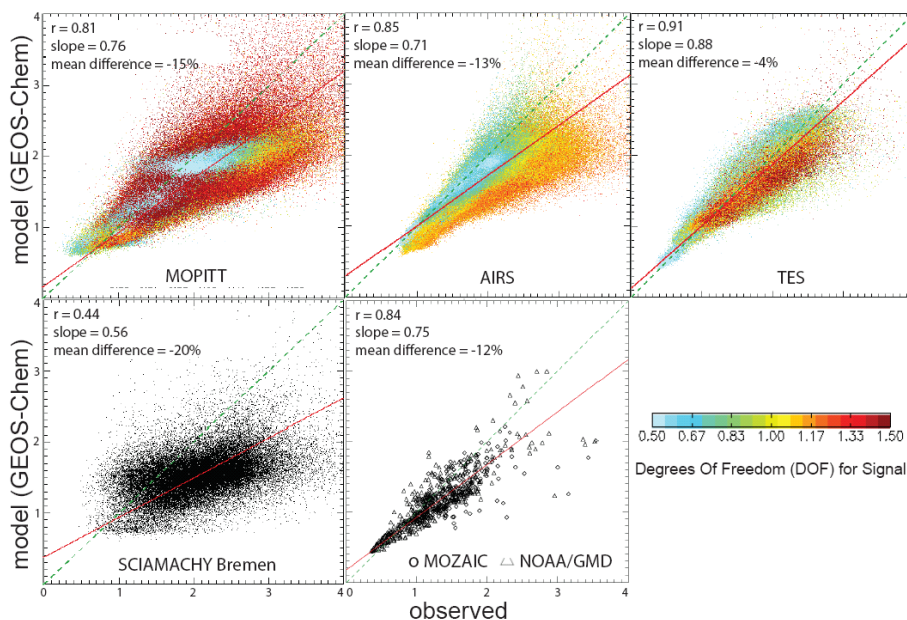 r = 0.81
slope = 0.76
mean difference = -15%
MOPITT
r = 0.85
slope = 0.71
mean difference = -13%
AIRS
r = 0.91
slope = 0.88
mean difference = -4%
TES
model (GEOS-Chem)
4
3
2
1
r = 0.44
slope = 0.56
mean difference = -20%
SCIAMACHY Bremen
r = 0.84
slope = 0.75
mean difference = -12%
MOZAIC
NOAA/GMD
model (GEOS-Chem)
4
3
2
1
0
0 1 2 3 4
0 1 2 3 4
observed
0.50 0.67 0.83 1.00 1.17 1.33 1.50
Degrees Of Freedom (DOF) for Signal